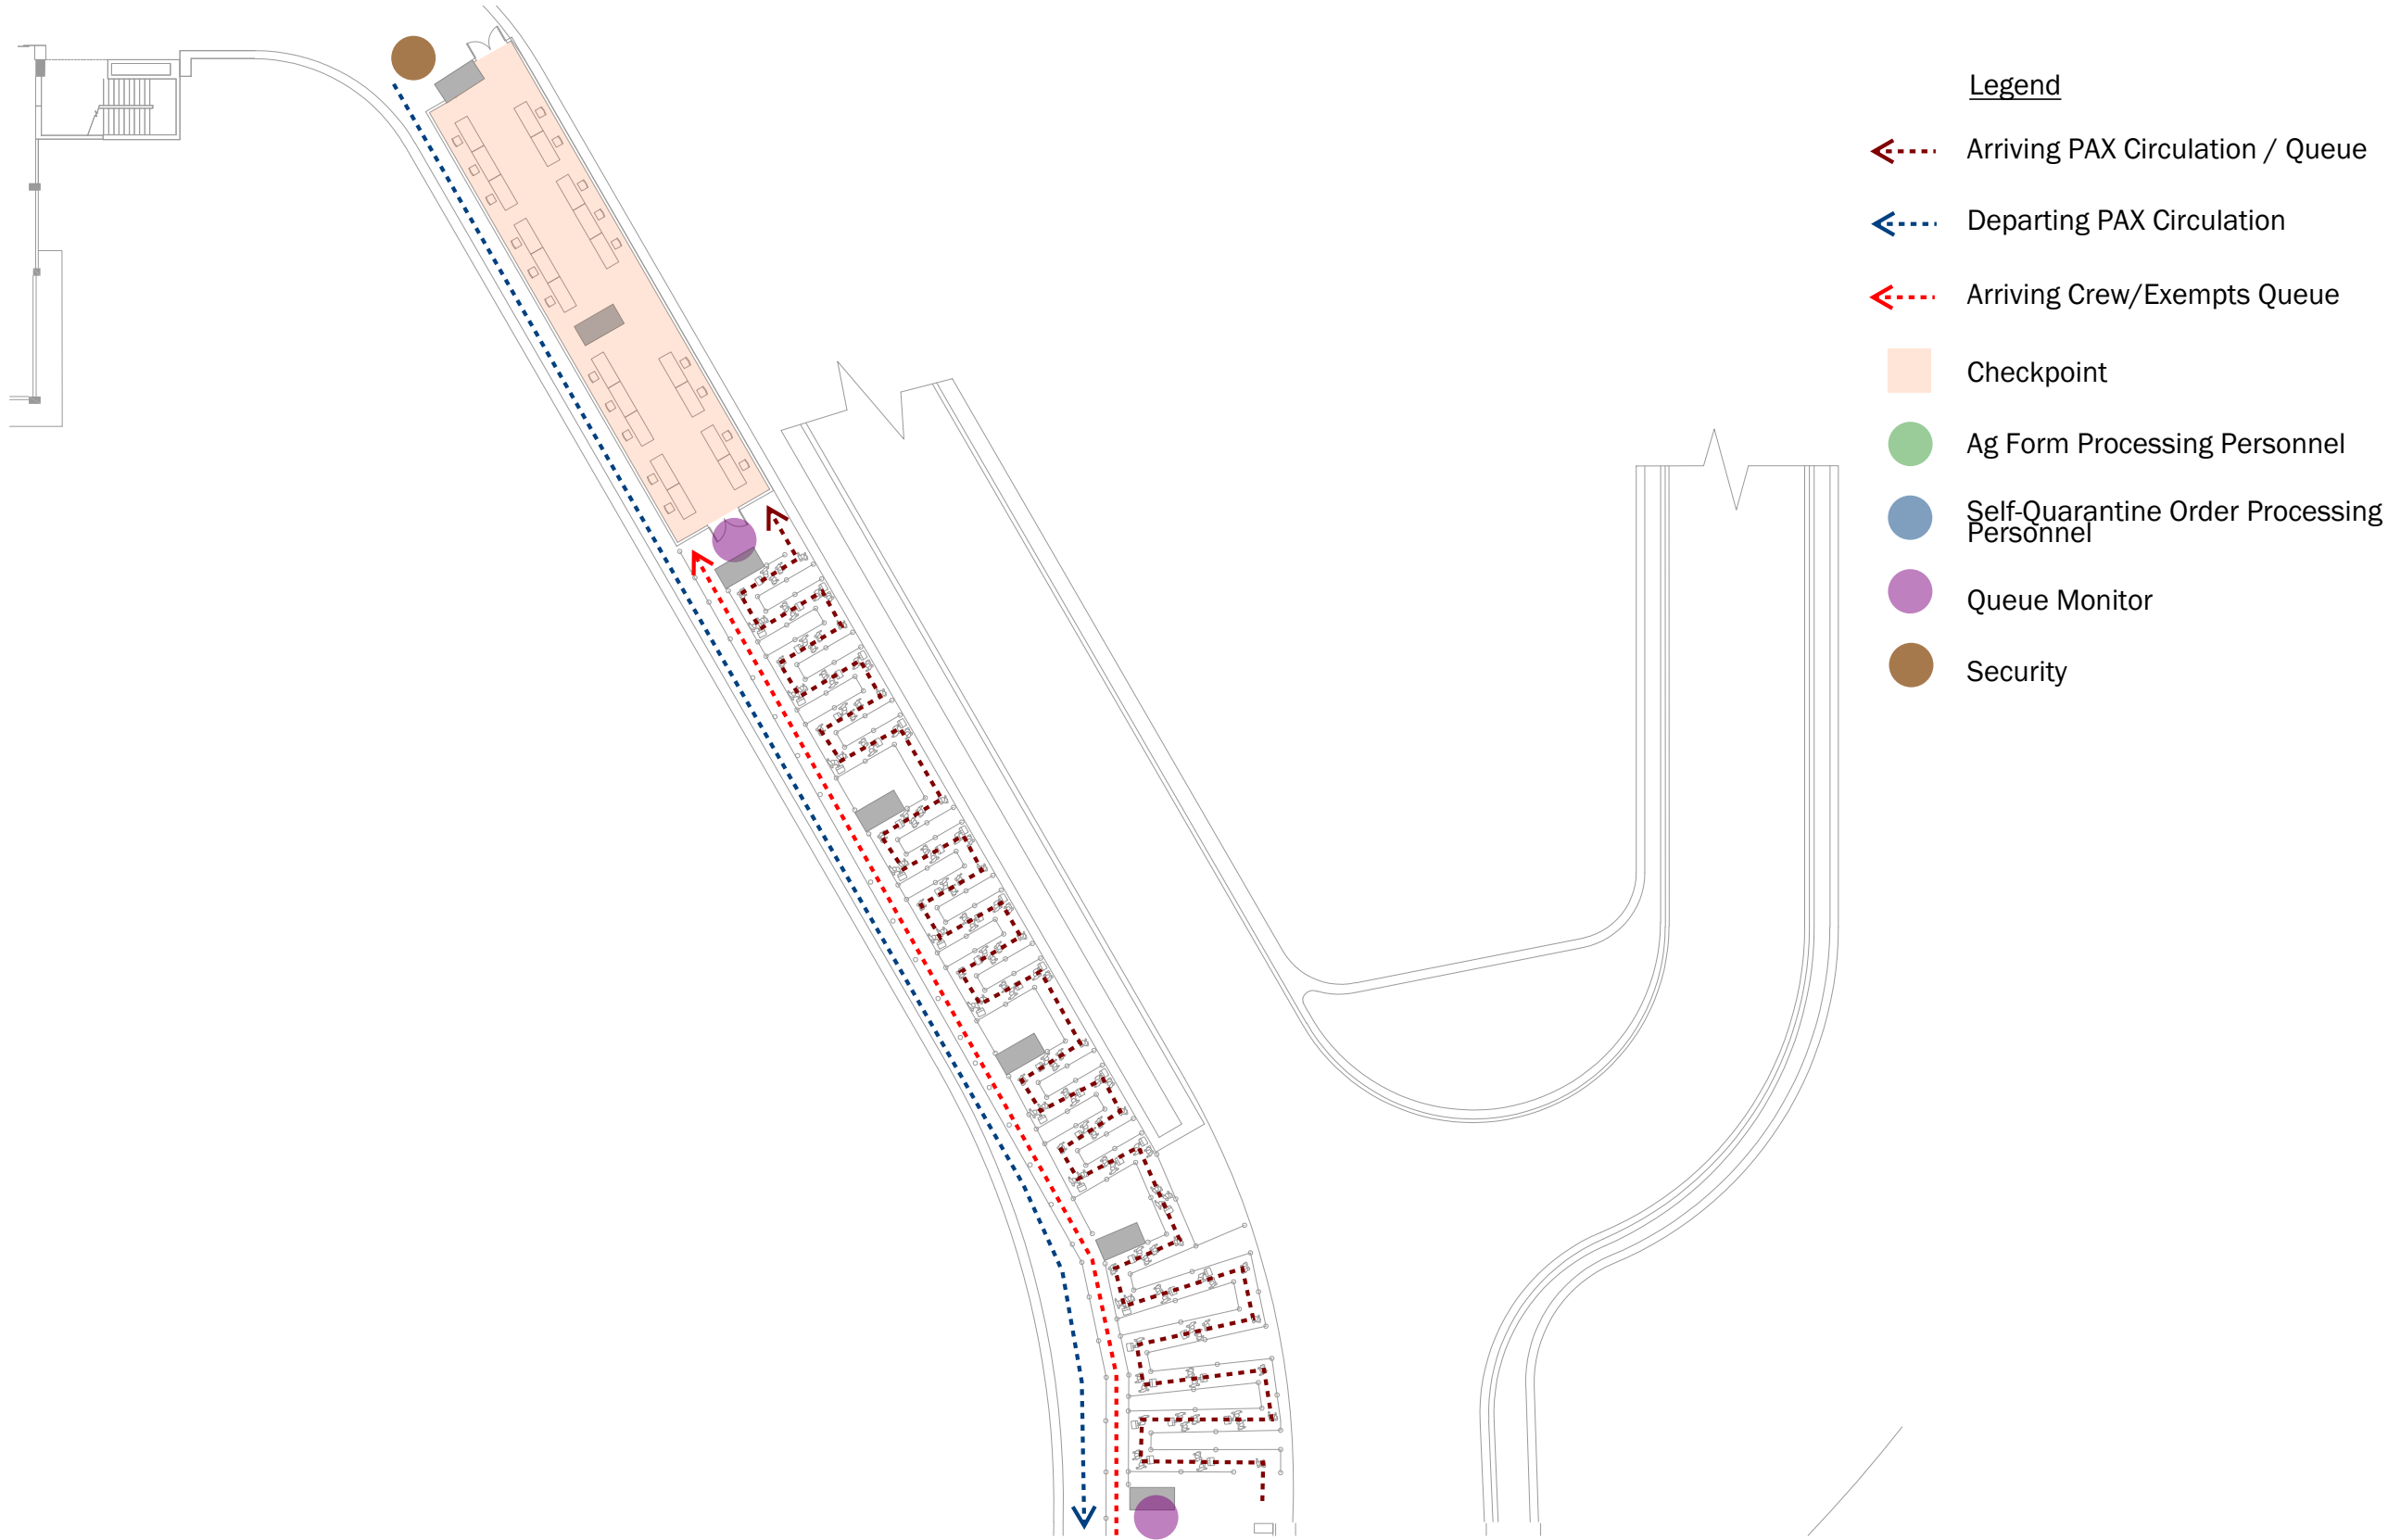 Legend
Arriving PAX Circulation / Queue
Departing PAX Circulation
Arriving Crew/Exempts Queue
Checkpoint
Ag Form Processing Personnel
Self-Quarantine Order Processing
Personnel
Queue Monitor
Security